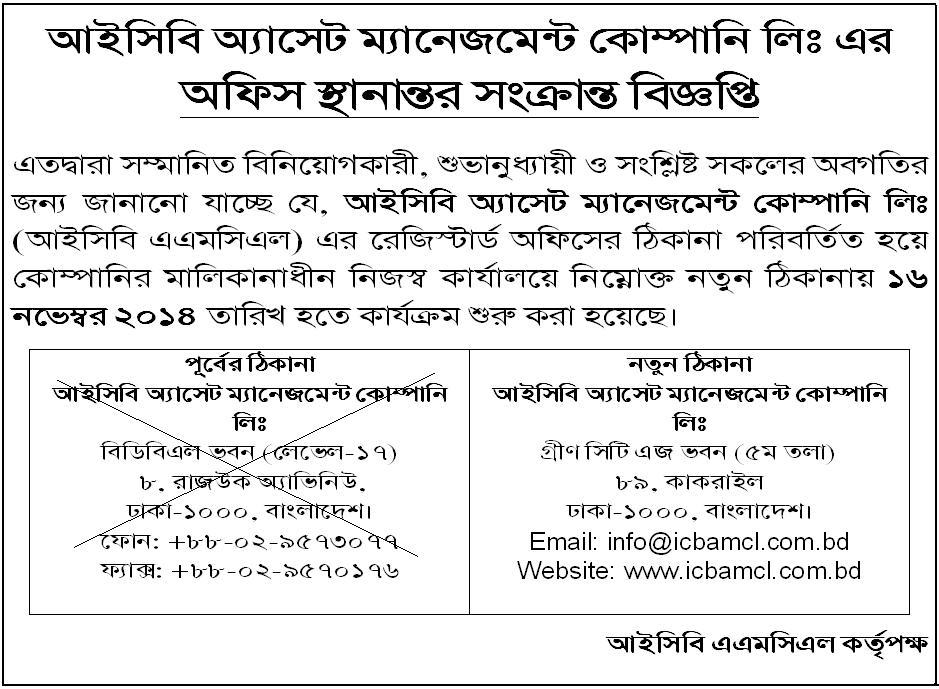 আইসিবি অ্যাসেট ম্যানেজমেন্ট কোম্পানি লিঃ এর
অফিস স্থানান্তর সংক্রান্ত বিজ্ঞপ্তি
এতদ্বারা সম্মানিত বিনিয়োগকারী, শুভানুধ্যায়ী ও সংশ্লিষ্ট সকলের অবগতির
জন্য জানানো যাচ্ছে যে, আইসিবি অ্যাসেট ম্যানেজমেন্ট কোম্পানি লিঃ
(আইসিবি এএমসিএল) এর রেজিস্টার্ড অফিসের ঠিকানা পরিবর্তিত হয়ে
কোম্পানির মালিকানাধীন নিজস্ব কার্যালয়ে নিম্নোক্ত নতুন ঠিকানায় ১৬
নভেম্বর ২০১৪ তারিখ হতে কার্যক্রম শুরু করা হয়েছে।
পূর্বের ঠিকানা
আইসিবি অ্যাসেট ম্যানেজমেন্ট কোম্পানি
লিঃ
বিডিবিএল ভবন (লেভেল-১৭)
৮, রাজউক অ্যাভিনিউ,
ঢাকা-১০০০, বাংলাদেশ।
ফোন: +৮৮-০২-৯৫৭৩০৭৭
ফ্যাক্স: +৮৮-০২-৯৫৭০১৭৬
নতুন ঠিকানা
আইসিবি অ্যাসেট ম্যানেজমেন্ট কোম্পানি
লিঃ
গ্রীণ সিটি এজ ভবন (৫ম তলা)
৮৯, কাকরাইল
ঢাকা-১০০০, বাংলাদেশ।
Email: info@icbamcl.com.bd
Website: www.icbamcl.com.bd
আইসিবি এএমসিএল কর্তৃপক্ষ